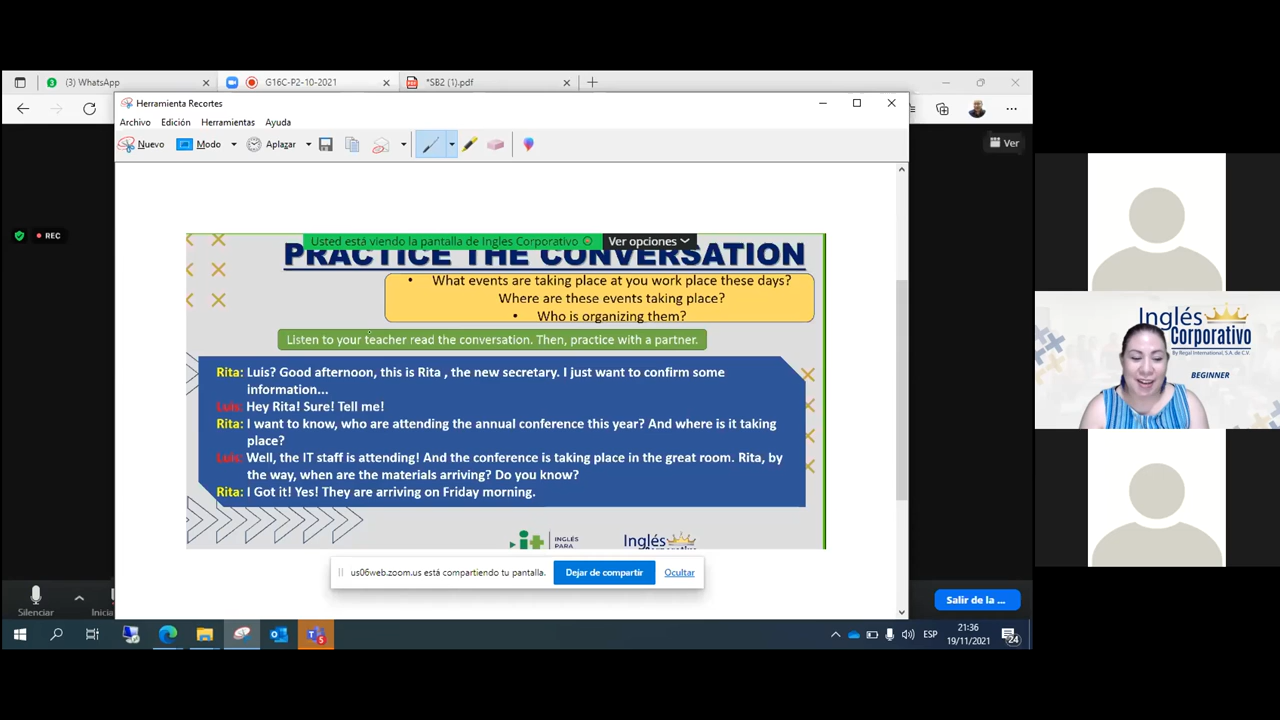 (3) WhatsApp
G16C-P2-10-2021
*SB2 (1).pdf
Herramienta Recortes
Archivo Edición Herramientas Ayuda
Nuevo Modo Aplazar
Ver
REC
Usted está viendo la pantalla de Ingles Corporativo Ver opciones
PRACTICE THE CONVERSATION
• What events are taking place at you work place these days?
Where are these events taking place?
• Who is organizing them?
Listen to your teacher read the conversation. Then, practice with a partner.
Rita: Luis? Good afternoon, this is Rita , the new secretary. I just want to confirm some
information...
Luis: Hey Rita! Sure! Tell me!
Rita: I want to know, who are attending the annual conference this year? And where is it taking
place?
Luis: Well, the IT staff is attending! And the conference is taking place in the great room. Rita, by
the way, when are the materials arriving? Do you know?
Rita: I Got it! Yes! They are arriving on Friday morning.
INGLÉS
PARA
Inglés
us06web.zoom.us está compartiendo tu pantalla. Dejar de compartir Ocultar
Silenciar
Inicia
Salir de la ...
ESP
21:36
19/11/2021
24
Inglés
Corporativo
By Regal International, S.A. de C.V.
BEGINNER